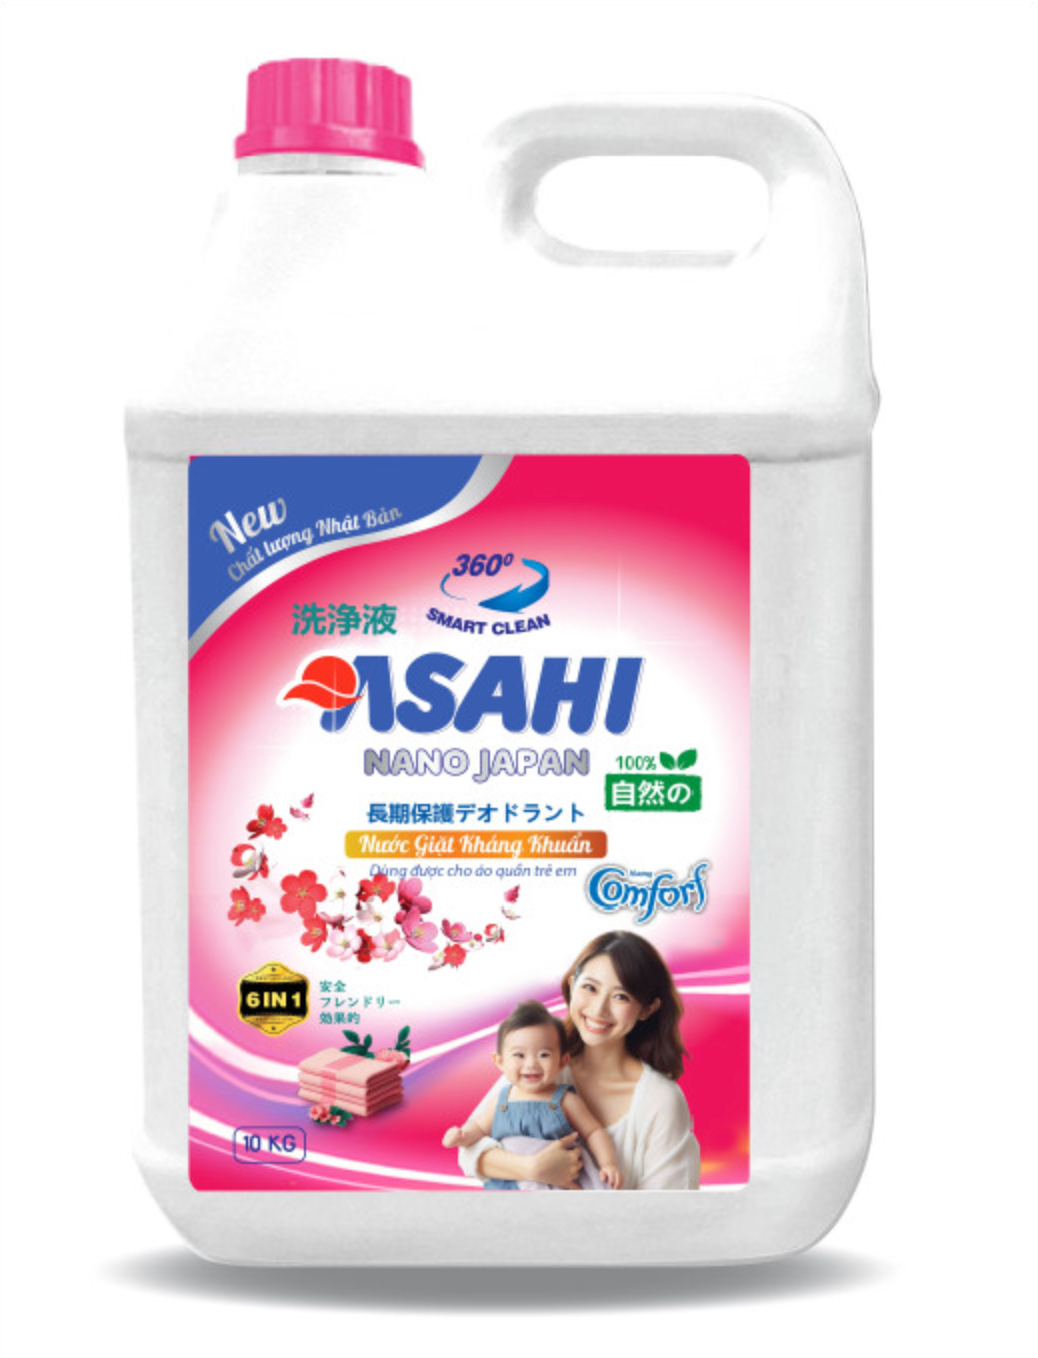 New
Chất lượng Nhật Bản
360⁰
SMART CLEAN
洗浄液
ASAHI
NANO JAPAN
100%
自然の
長期保護デオドラント
Nước Giặt Kháng Khuẩn
Dùng được cho áo quần trẻ em
Comfort
6 IN 1
安全
フレンドリー
効果的
10 KG